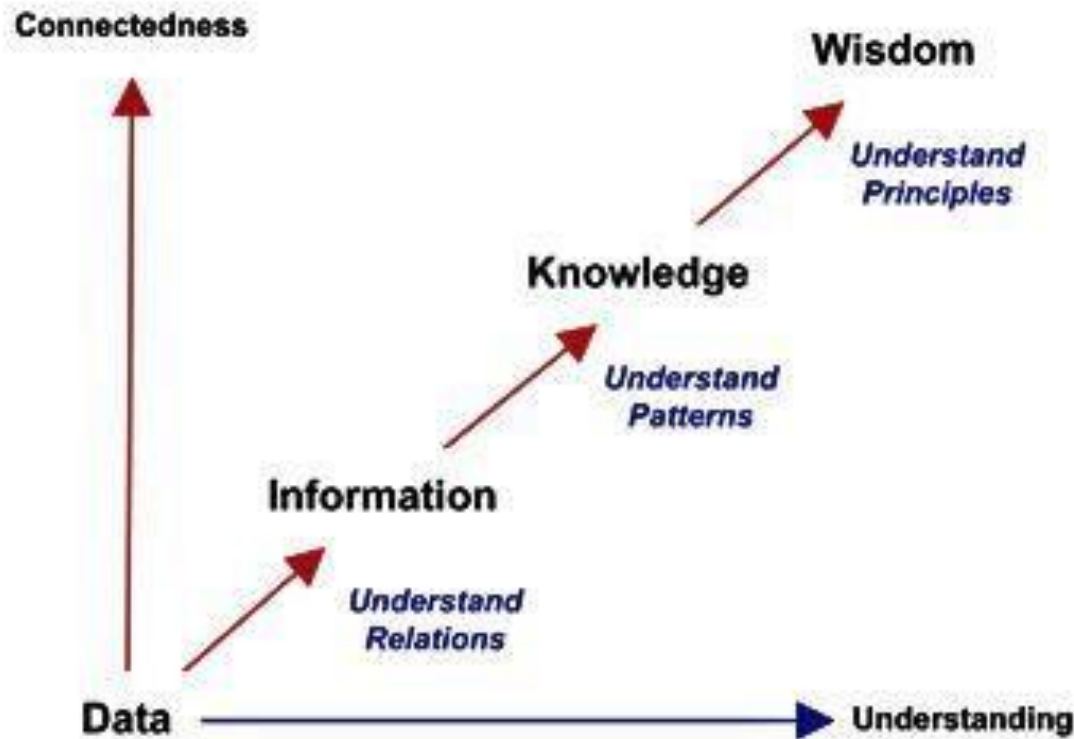 Connectedness
Wisdom
Understand
Principles
Knowledge
Understand
Patterns
Information
Understand
Relations
Data
Understanding